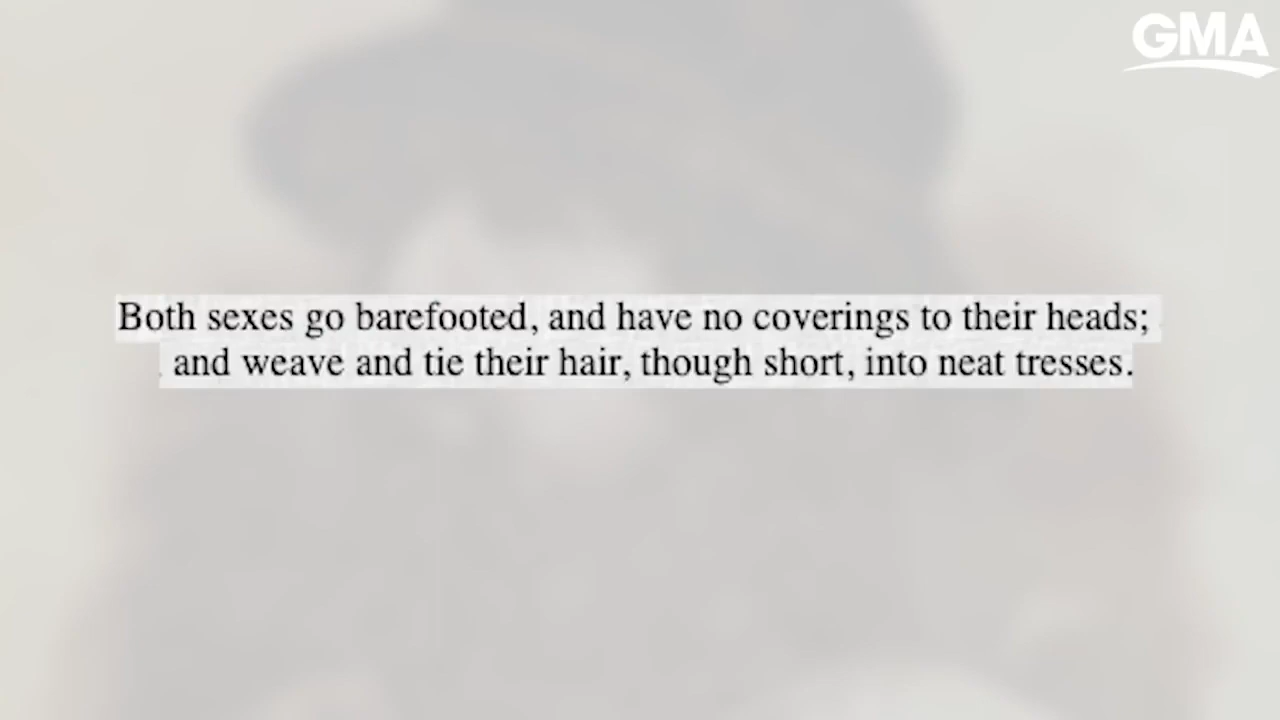 GMA
Both sexes go barefooted, and have no coverings to their heads;
and weave and tie their hair, though short, into neat tresses.